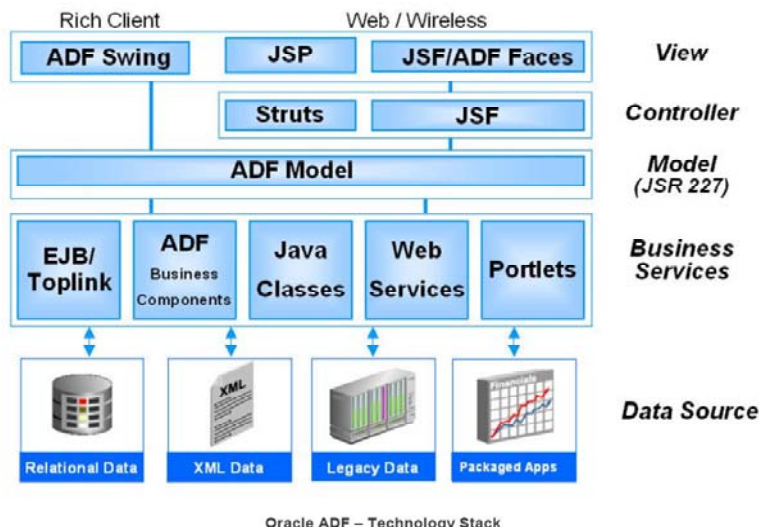 Rich Client
Web / Wireless
ADF Swing
JSP
JSF/ADF Faces
View
Struts
JSF
Controller
ADF Model
Model
(JSR 227)
EJB/
Toplink
ADF
Business
Components
Java
Classes
Web
Services
Portlets
Business
Services
XML
Financials
Data Source
Relational Data
XML Data
Legacy Data
Packaged Apps
Oracle ADF – Technology Stack